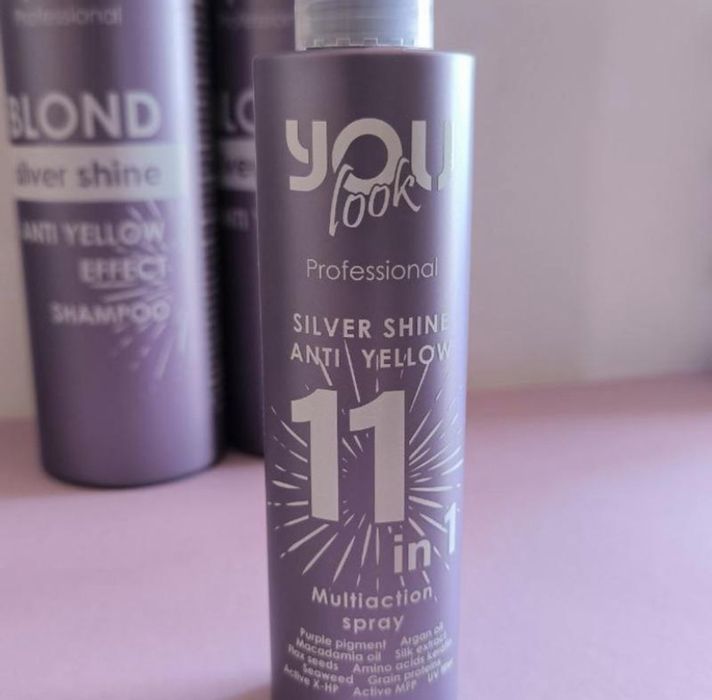 Professional
BLOND
silver shine
ANTI YELLOW
EFFECT
SHAMPOO
YOU
look
Professional
SILVER SHINE
ANTI YELLOW
11
in 1
Multiaction
spray
Purple pigment Argan oil
Macadamia oil Silk extract
Flax seeds Amino acids keratin
Seaweed Grain proteins
Active X-HP Active MFP UV